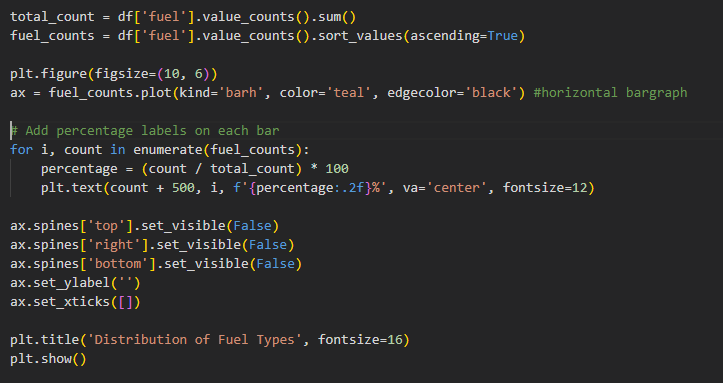 total_count = df['fuel'].value_counts().sum()
fuel_counts = df['fuel'].value_counts().sort_values(ascending=True)

plt.figure(figsize=(10, 6))
ax = fuel_counts.plot(kind='barh', color='teal', edgecolor='black') #horizontal bargraph

# Add percentage labels on each bar
for i, count in enumerate(fuel_counts):
    percentage = (count / total_count) * 100
    plt.text(count + 500, i, f'{percentage:.2f}%', va='center', fontsize=12)

ax.spines['top'].set_visible(False)
ax.spines['right'].set_visible(False)
ax.spines['bottom'].set_visible(False)
ax.set_ylabel('')
ax.set_xticks([])

plt.title('Distribution of Fuel Types', fontsize=16)
plt.show()